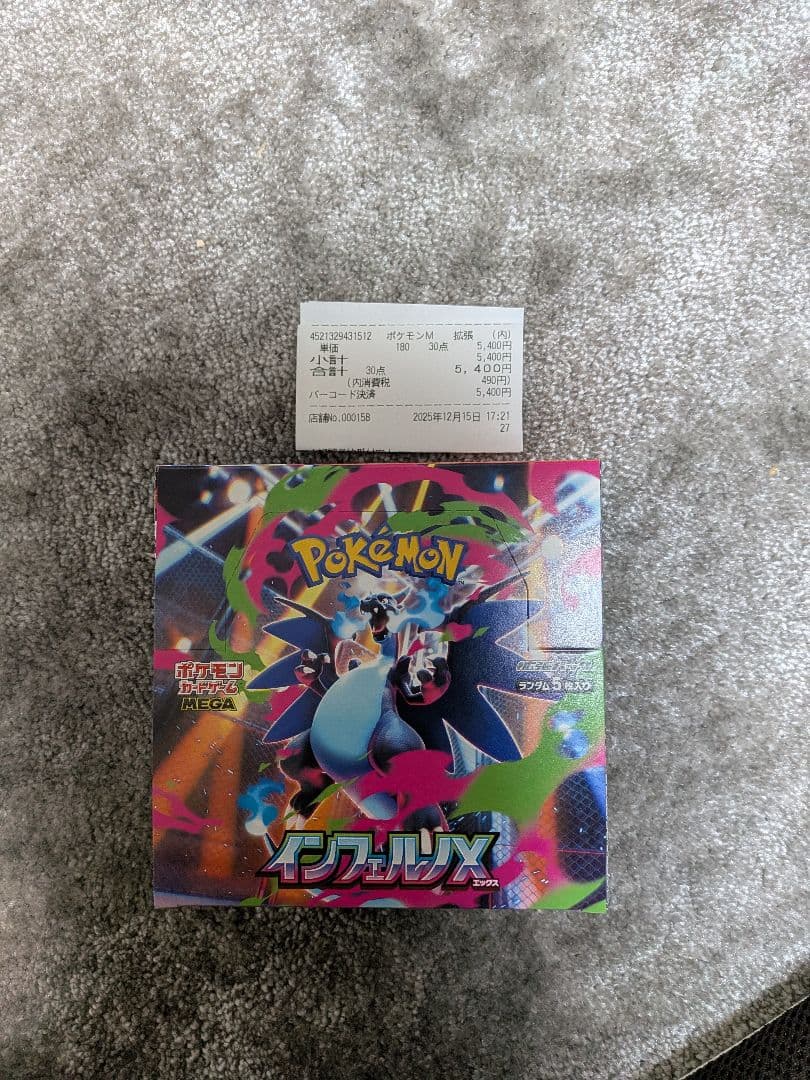 4521329431512 ポケモンM 拡張 (内)
単価 180 30点 5,400円
小計 5,400円
合計 30点 5,400円
(内消費税 490円)
バーコード決済 5,400円
店舗No.000158 2025年12月15日 17:21
27
POKéMON
ポケモン
カードゲーム
MEGA
ランダム5枚入り
インフェルノX
エックス